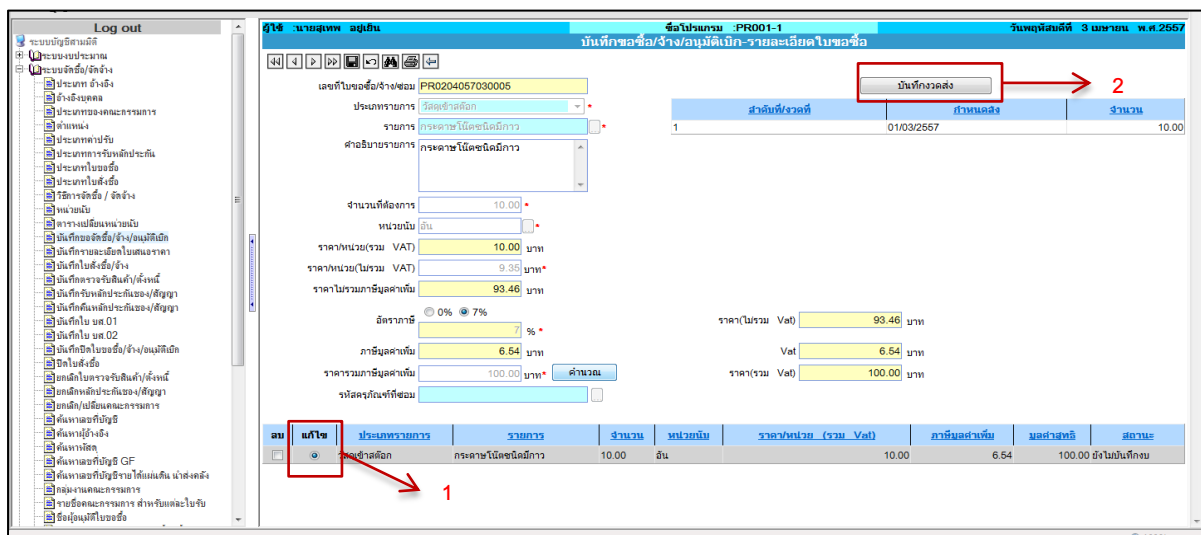 Log out
ผู้ใช้ :นายสุเทพ อยู่เย็น
ชื่อโปรแกรม :PR001-1
วันพฤหัสบดีที่ 3 เมษายน พ.ศ.2557
บันทึกขอซื้อ/จ้าง/อนุมัติเบิก-รายละเอียดใบขอซื้อ
ระบบบัญชีสามมิติ
ระบบงบประมาณ
ระบบจัดซื้อ/จัดจ้าง
ประเภท อ้างอิง
อ้างอิงบุคคล
ประเภทของคณะกรรมการ
ตำแหน่ง
ประเภทค่าปรับ
ประเภทการรับหลักประกัน
ประเภทใบขอซื้อ
ประเภทใบสั่งซื้อ
วิธีการจัดซื้อ / จัดจ้าง
หน่วยนับ
ตารางเปลี่ยนหน่วยนับ
บันทึกขอจัดซื้อ/จ้าง/อนุมัติเบิก
บันทึกรายละเอียดใบเสนอราคา
บันทึกใบสั่งซื้อ/จ้าง
บันทึกตรวจรับสินค้า/ตั้งหนี้
บันทึกรับหลักประกันซอง/สัญญา
บันทึกคืนหลักประกันซอง/สัญญา
บันทึกใบ บส.01
บันทึกใบ บส.02
บันทึกปิดใบขอซื้อ/จ้าง/อนุมัติเบิก
ปิดใบสั่งซื้อ
ยกเลิกใบตรวจรับสินค้า/ตั้งหนี้
ยกเลิกหลักประกันซอง/สัญญา
ยกเลิก/เปลี่ยนคณะกรรมการ
ค้นหาเลขที่บัญชี
ค้นหาผู้อ้างอิง
ค้นหาพัสดุ
ค้นหาเลขที่บัญชี GF
ค้นหาเลขที่บัญชีรายได้แผ่นดิน นำส่งคลัง
กลุ่มงานคณะกรรมการ
รายชื่อคณะกรรมการ สำหรับแต่ละใบรับ
ชื่อผู้อนุมัติใบขอซื้อ
เลขที่ใบขอซื้อ/จ้าง/ซ่อม PR0204057030005
ประเภทรายการ วัสดุเข้าสต๊อก *
รายการ กระดาษโน๊ตชนิดมีกาว *
คำอธิบายรายการ กระดาษโน๊ตชนิดมีกาว
จำนวนที่ต้องการ 10.00 *
หน่วยนับ อัน *
ราคา/หน่วย(รวม VAT) 10.00 บาท
ราคา/หน่วย(ไม่รวม VAT) 9.35 บาท*
ราคาไม่รวมภาษีมูลค่าเพิ่ม 93.46 บาท
อัตราภาษี 0% 7%
7 % *
ภาษีมูลค่าเพิ่ม 6.54 บาท
ราคารวมภาษีมูลค่าเพิ่ม 100.00 บาท* คำนวณ
รหัสครุภัณฑ์ที่ซ่อม
บันทึกงวดส่ง 2
ลำดับที่/งวดที่ กำหนดส่ง จำนวน
1 01/03/2557 10.00
ราคา(ไม่รวม Vat) 93.46 บาท
Vat 6.54 บาท
ราคา(รวม Vat) 100.00 บาท
ลบ แก้ไข ประเภทรายการ รายการ จำนวน หน่วยนับ ราคา/หน่วย (รวม Vat) ภาษีมูลค่าเพิ่ม มูลค่าสุทธิ สถานะ
วัสดุเข้าสต๊อก กระดาษโน๊ตชนิดมีกาว 10.00 อัน 10.00 6.54 100.00 ยังไม่บันทึกงบ
1